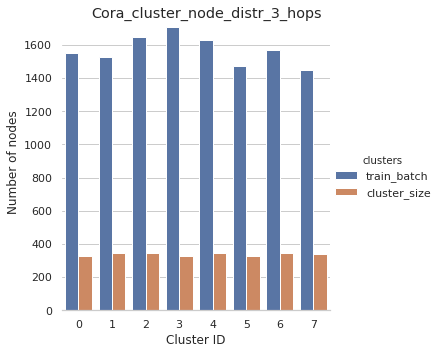 Cora_cluster_node_distr_3_hops
1600
1400
1200
1000
800
600
400
200
0
Number of nodes
0 1 2 3 4 5 6 7
Cluster ID
clusters
train_batch
cluster_size